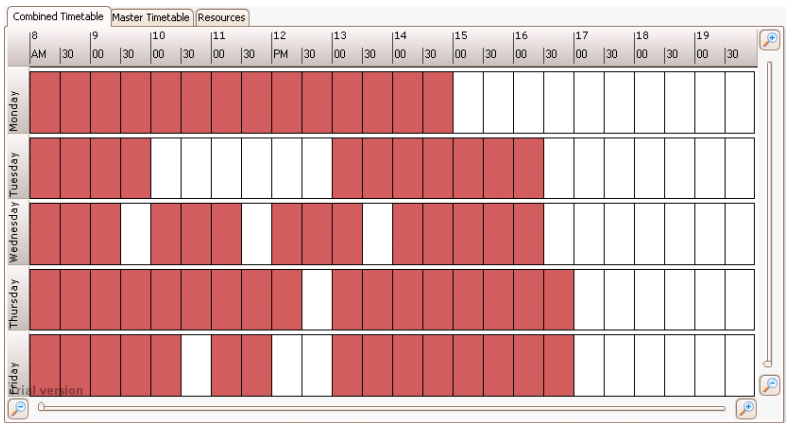 Combined Timetable Master Timetable Resources
8 9 10 11 12 13 14 15 16 17 18 19
AM 30 00 30 00 30 00 30 PM 30 00 30 00 30 00 30 00 30 00 30 00 30 00 30
Monday
Tuesday
Wednesday
Thursday
Friday
Trial version